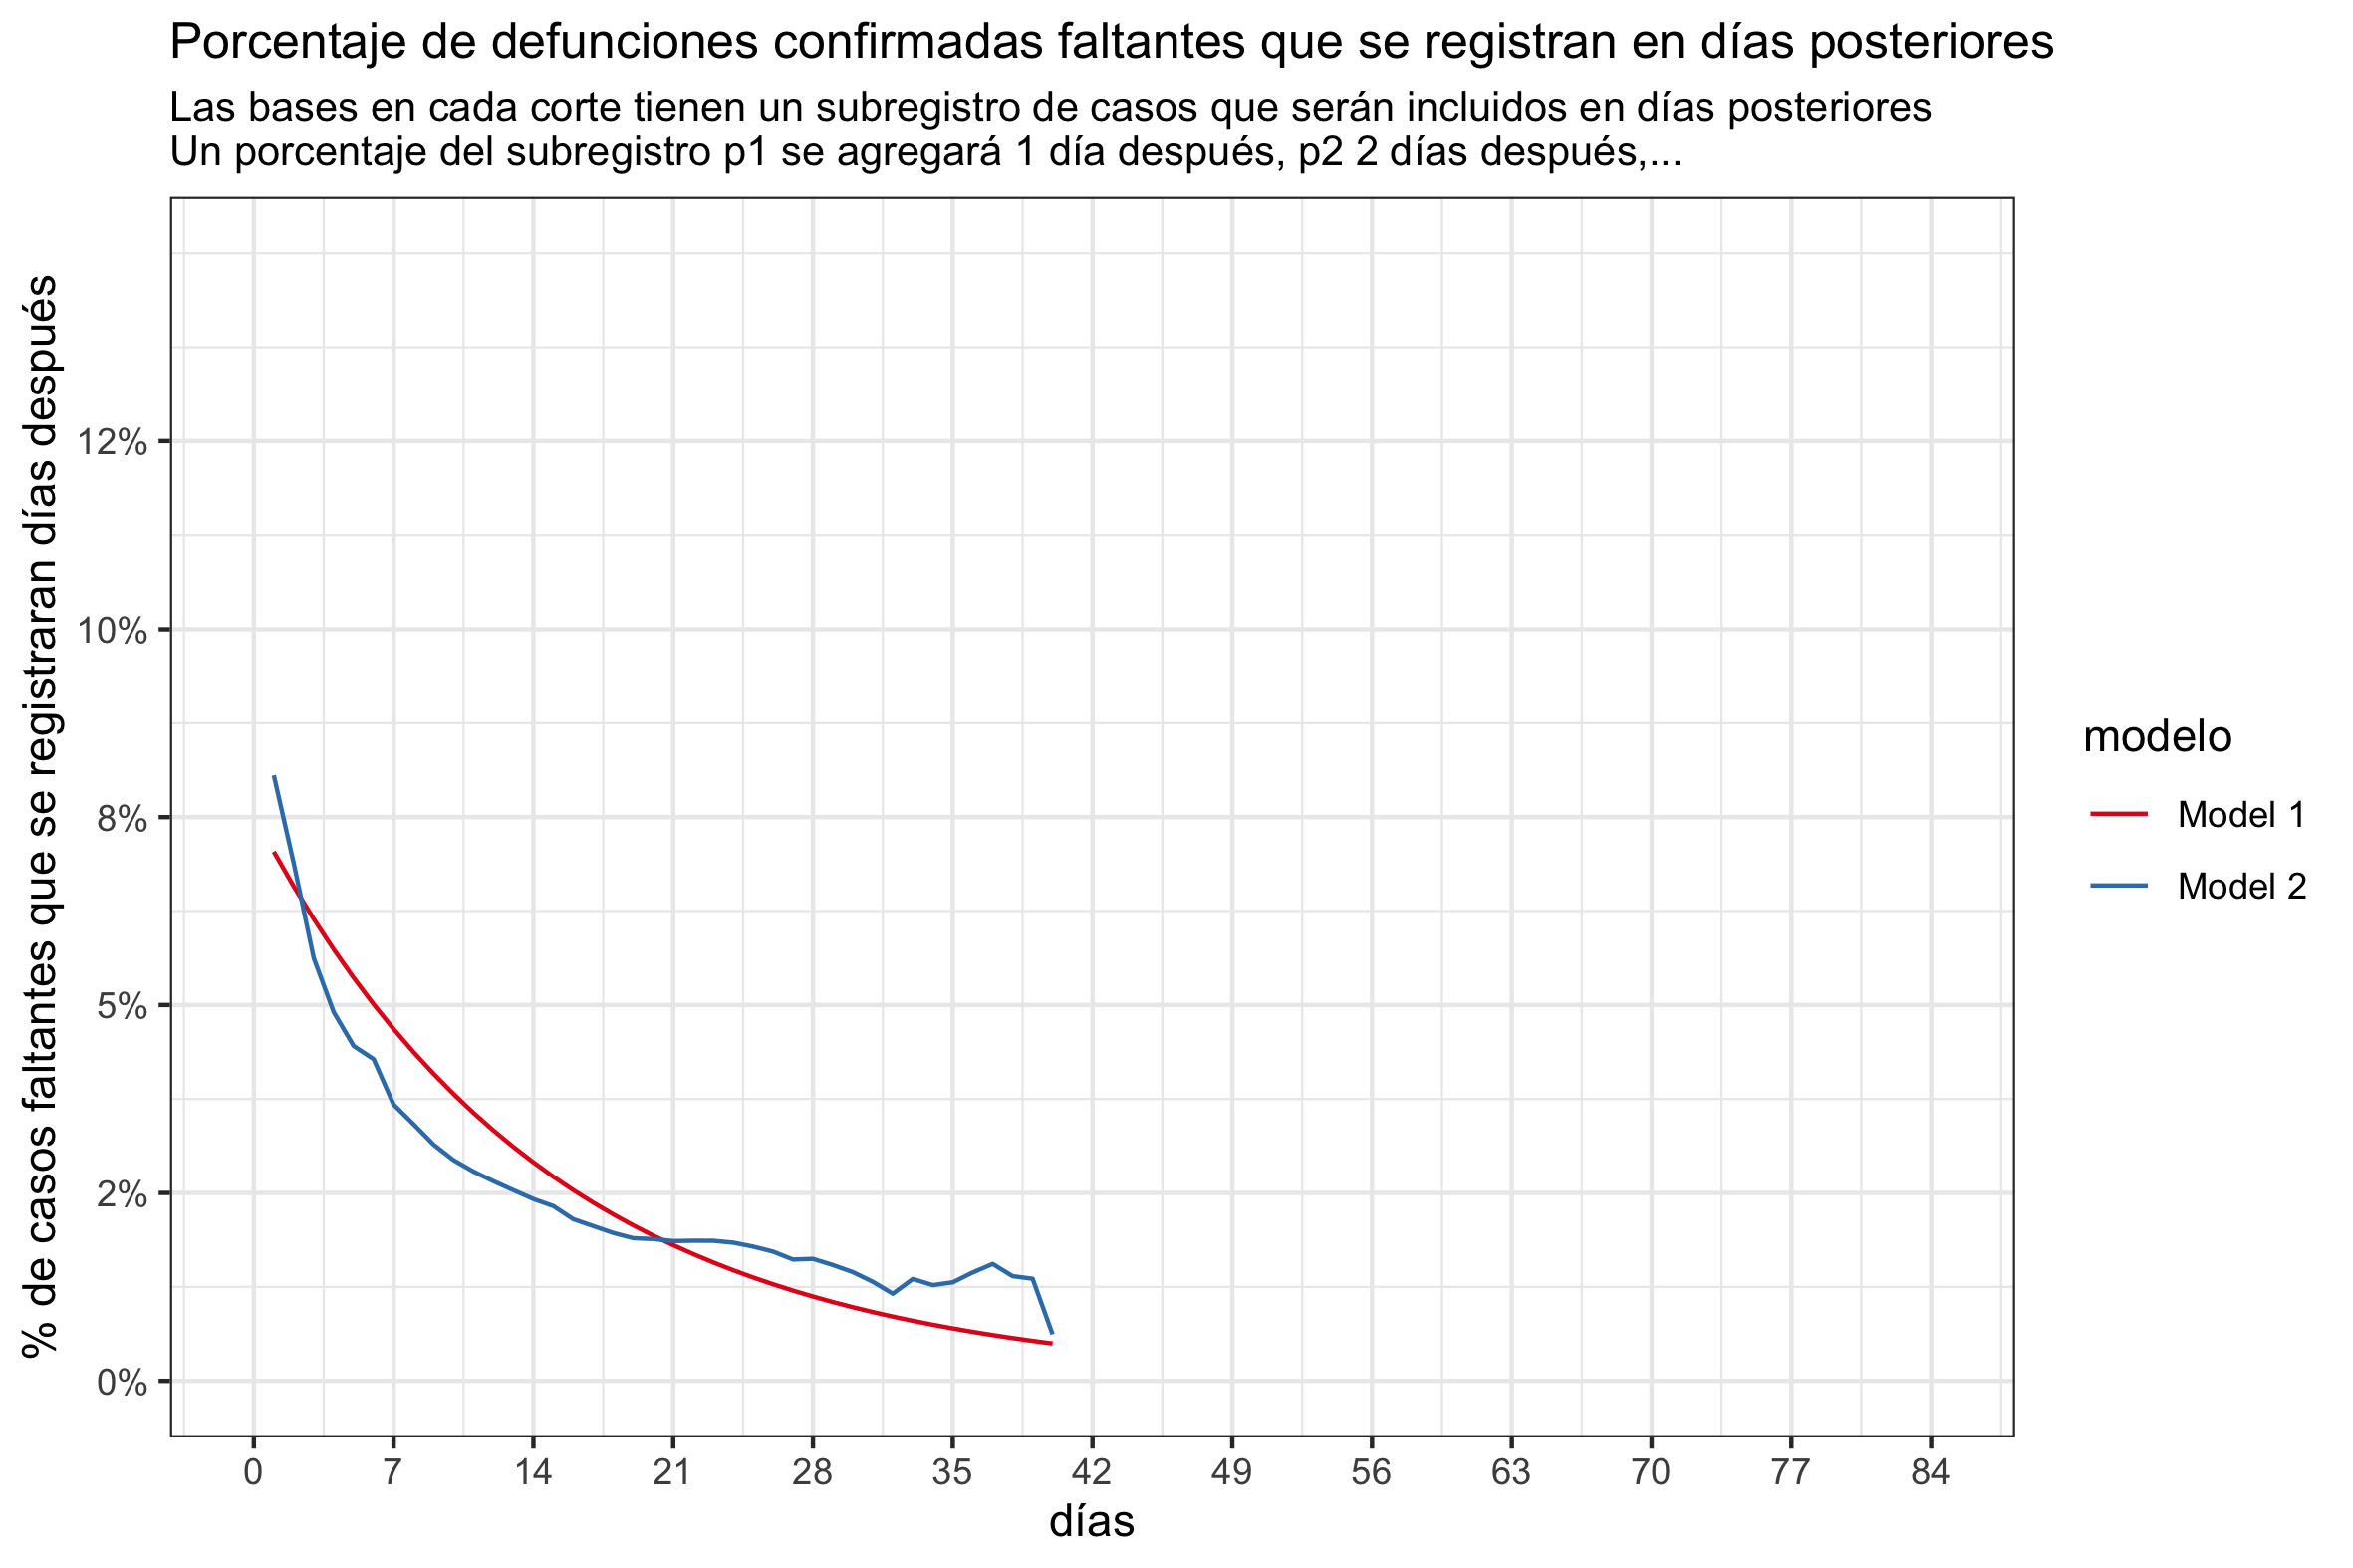 Porcentaje de defunciones confirmadas faltantes que se registran en días posteriores
Las bases en cada corte tienen un subregistro de casos que serán incluidos en días posteriores
Un porcentaje del subregistro p1 se agregará 1 día después, p2 2 días después,...
% de casos faltantes que se registraran días después
12%
10%
8%
5%
2%
0%
0 7 14 21 28 35 42 49 56 63 70 77 84
días
modelo
Model 1
Model 2